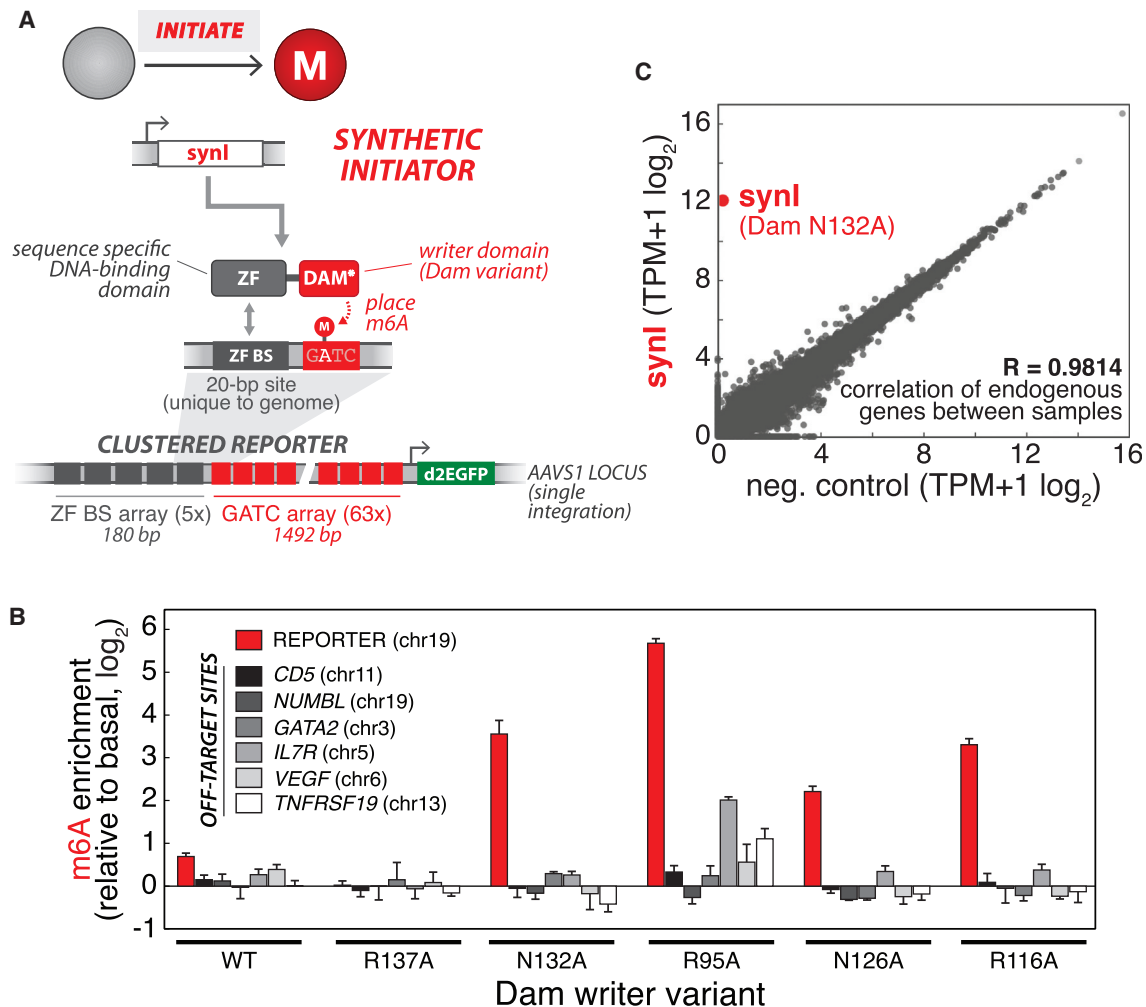 A
INITIATE
M
synI
SYNTHETIC
INITIATOR
sequence specific
DNA-binding
domain
ZF
DAM*
writer domain
(Dam variant)
place
m6A
M
ZF BS
GATC
20-bp site
(unique to genome)
CLUSTERED REPORTER
d2EGFP
AAVS1 LOCUS
(single
integration)
ZF BS array (5x)
180 bp
GATC array (63x)
1492 bp
C
synI (TPM+1 log2)
16
12
8
4
0
synI
(Dam N132A)
R = 0.9814
correlation of endogenous
genes between samples
0
4
8
12
16
neg. control (TPM+1 log2)
B
m6A enrichment
(relative to basal, log2)
6
5
4
3
2
1
0
-1
REPORTER (chr19)
OFF-TARGET SITES
CD5 (chr11)
NUMBL (chr19)
GATA2 (chr3)
IL7R (chr5)
VEGF (chr6)
TNFRSF19 (chr13)
WT
R137A
N132A
R95A
N126A
R116A
Dam writer variant